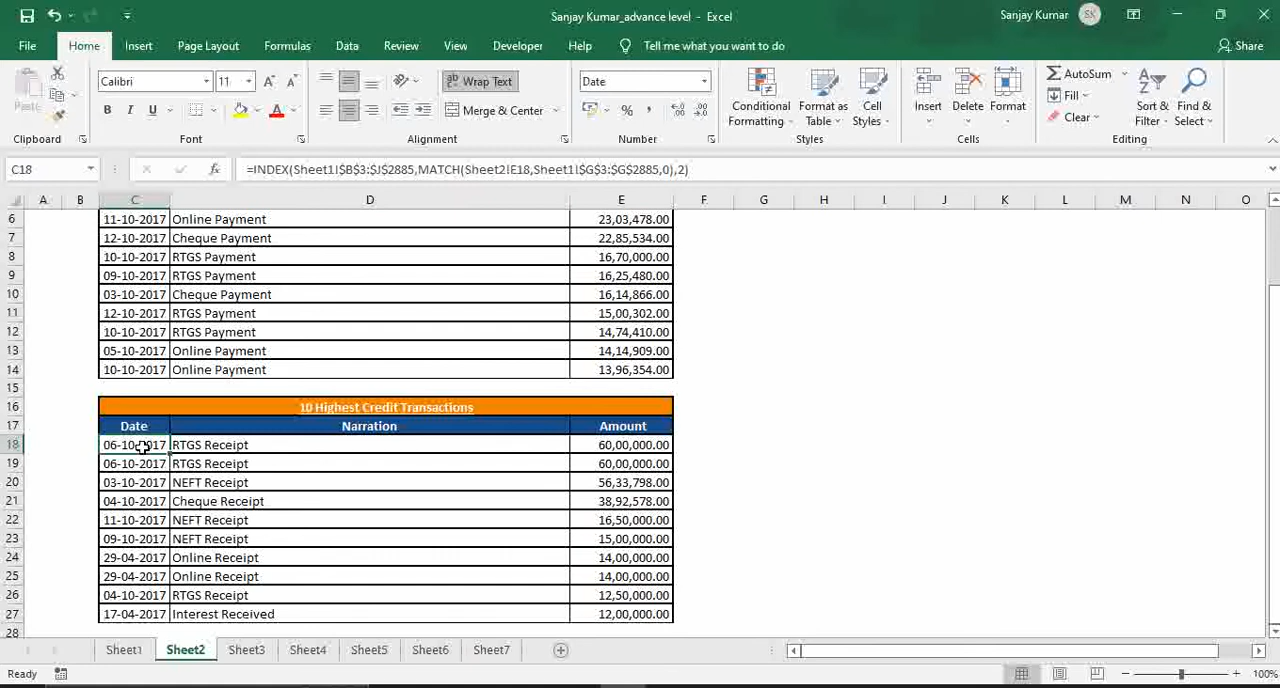 Sanjay Kumar_advance level - Excel
Sanjay Kumar
SK
File Home Insert Page Layout Formulas Data Review View Developer Help Tell me what you want to do Share
Calibri 11 Wrap Text Date AutoSum
Fill
Paste B I U Merge & Center % , Conditional Formatting Format as Table Cell Styles Insert Delete Format Clear Sort & Filter Find & Select
Clipboard Font Alignment Number Styles Cells Editing
C18 fx =INDEX(Sheet1!$B$3:$J$2885,MATCH(Sheet2!E18,Sheet1!$G$3:$G$2885,0),2)
A B C D E F G H I J K L M N O
6 11-10-2017 Online Payment 23,03,478.00
7 12-10-2017 Cheque Payment 22,85,534.00
8 10-10-2017 RTGS Payment 16,70,000.00
9 09-10-2017 RTGS Payment 16,25,480.00
10 03-10-2017 Cheque Payment 16,14,866.00
11 12-10-2017 RTGS Payment 15,00,302.00
12 10-10-2017 RTGS Payment 14,74,410.00
13 05-10-2017 Online Payment 14,14,909.00
14 10-10-2017 Online Payment 13,96,354.00
15
16 10 Highest Credit Transactions
17 Date Narration Amount
18 06-10-2017 RTGS Receipt 60,00,000.00
19 06-10-2017 RTGS Receipt 60,00,000.00
20 03-10-2017 NEFT Receipt 56,33,798.00
21 04-10-2017 Cheque Receipt 38,92,578.00
22 11-10-2017 NEFT Receipt 16,50,000.00
23 09-10-2017 NEFT Receipt 15,00,000.00
24 29-04-2017 Online Receipt 14,00,000.00
25 29-04-2017 Online Receipt 14,00,000.00
26 04-10-2017 RTGS Receipt 12,50,000.00
27 17-04-2017 Interest Received 12,00,000.00
28
Sheet1 Sheet2 Sheet3 Sheet4 Sheet5 Sheet6 Sheet7
Ready 100%